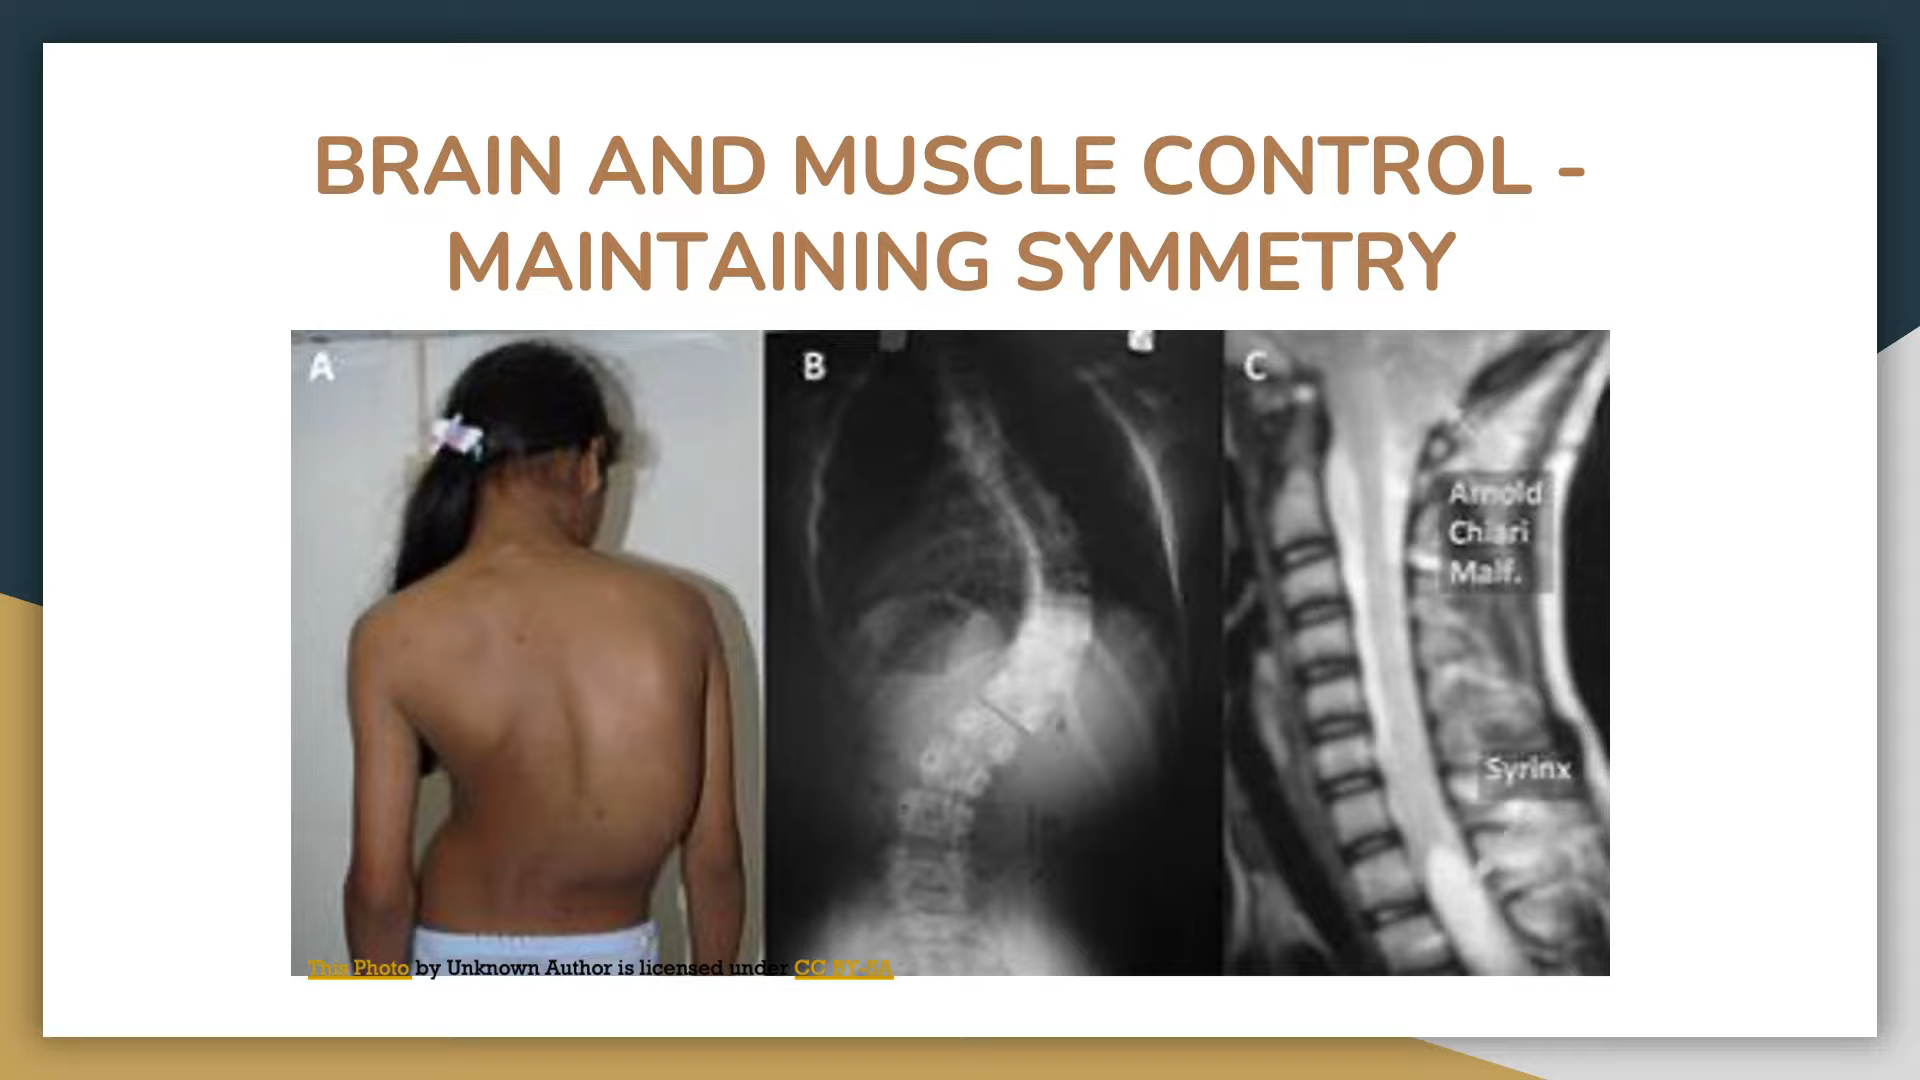 BRAIN AND MUSCLE CONTROL -
MAINTAINING SYMMETRY
A
B
C
Arnold
Chiari
Malf.
Syrinx
This Photo by Unknown Author is licensed under CC BY-SA